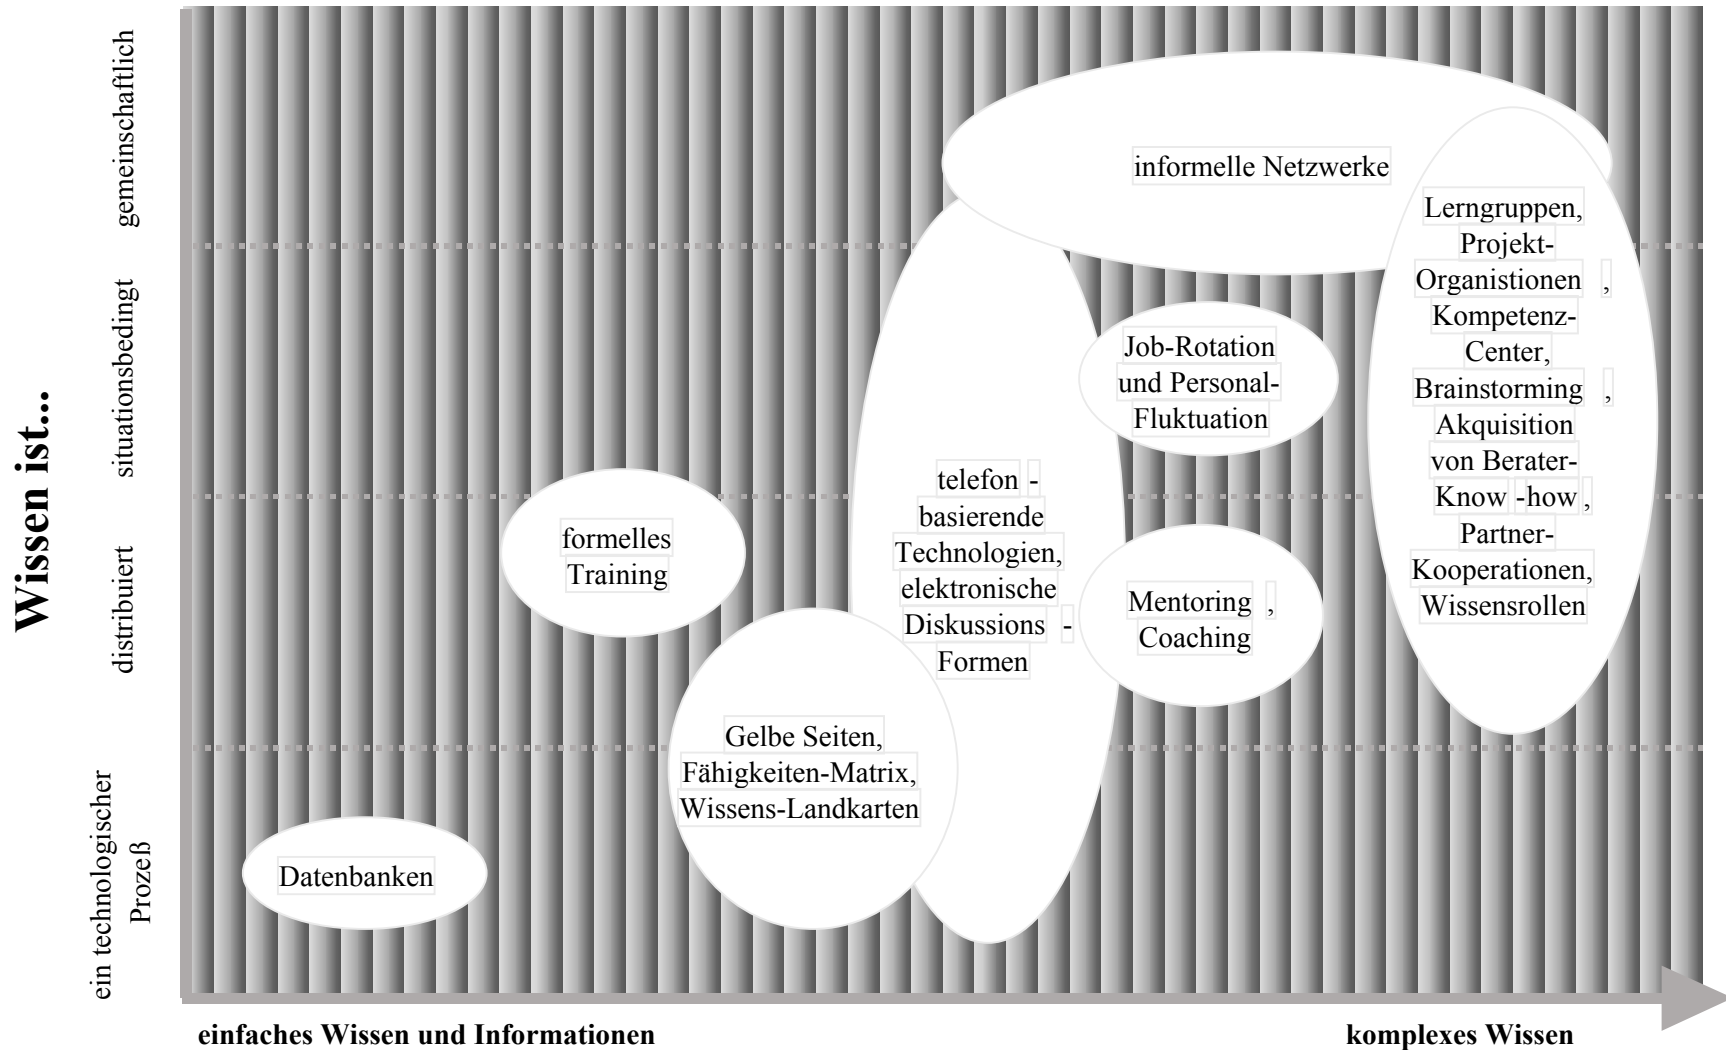 Wissen ist...
gemeinschaftlich
situationsbedingt
distribuiert
ein technologischer
Prozeß
informelle Netzwerke
Lerngruppen,
Projekt-
Organistionen ,
Kompetenz-
Center,
Brainstorming ,
Akquisition
von Berater-
Know -how ,
Partner-
Kooperationen,
Wissensrollen
Job-Rotation
und Personal-
Fluktuation
telefon -
basierende
Technologien,
elektronische
Diskussions -
Formen
formelles
Training
Mentoring ,
Coaching
Gelbe Seiten,
Fähigkeiten-Matrix,
Wissens-Landkarten
Datenbanken
einfaches Wissen und Informationen
komplexes Wissen